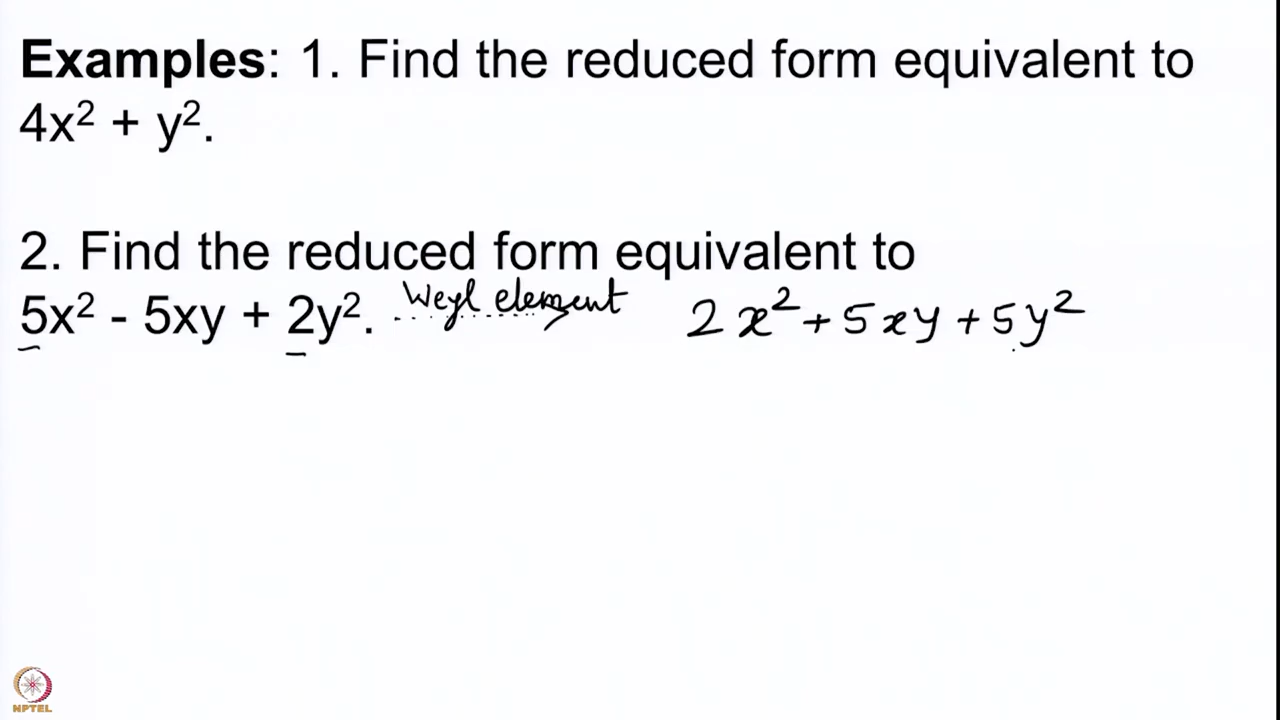 Examples: 1. Find the reduced form equivalent to
4x² + y².
2. Find the reduced form equivalent to
5x² - 5xy + 2y². Weyl element 2x² + 5xy + 5y²
NPTEL